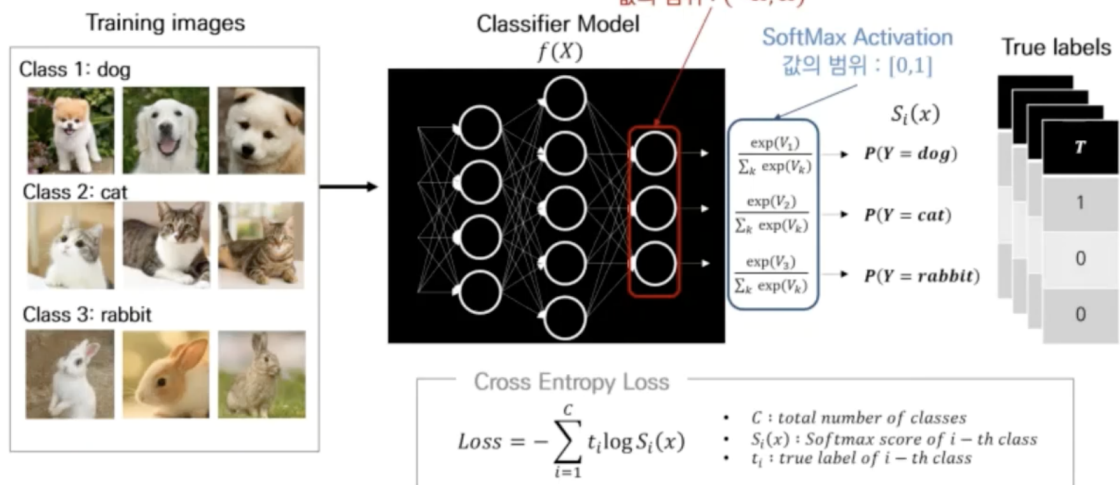 Training images
Class 1: dog
Class 2: cat
Class 3: rabbit
Classifier Model
f(X)
SoftMax Activation
값의 범위 : [0,1]
S_i(x)
exp(V_1) / Σ_k exp(V_k)
P(Y = dog)
exp(V_2) / Σ_k exp(V_k)
P(Y = cat)
exp(V_3) / Σ_k exp(V_k)
P(Y = rabbit)
True labels
T
1
0
0
Cross Entropy Loss
Loss = − Σ_{i=1}^{C} t_i log S_i(x)
• C : total number of classes
• S_i(x) : Softmax score of i − th class
• t_i : true label of i − th class